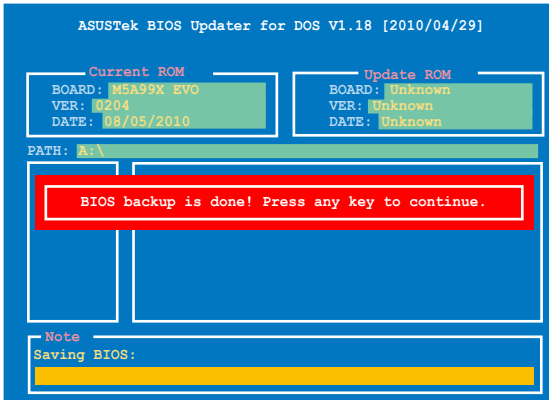 ASUSTek BIOS Updater for DOS V1.18 [2010/04/29]
Current ROM
BOARD: M5A99X EVO
VER: 0204
DATE: 08/05/2010
Update ROM
BOARD: Unknown
VER: Unknown
DATE: Unknown
PATH: A:\
BIOS backup is done! Press any key to continue.
Note
Saving BIOS: